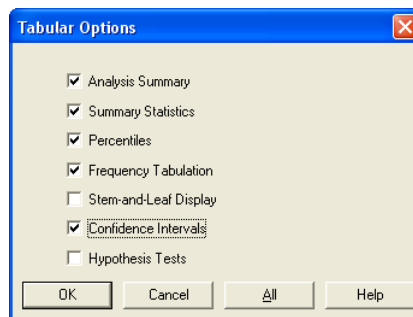 Tabular Options
Analysis Summary
Summary Statistics
Percentiles
Frequency Tabulation
Stem-and-Leaf Display
Confidence Intervals
Hypothesis Tests
OK Cancel All Help